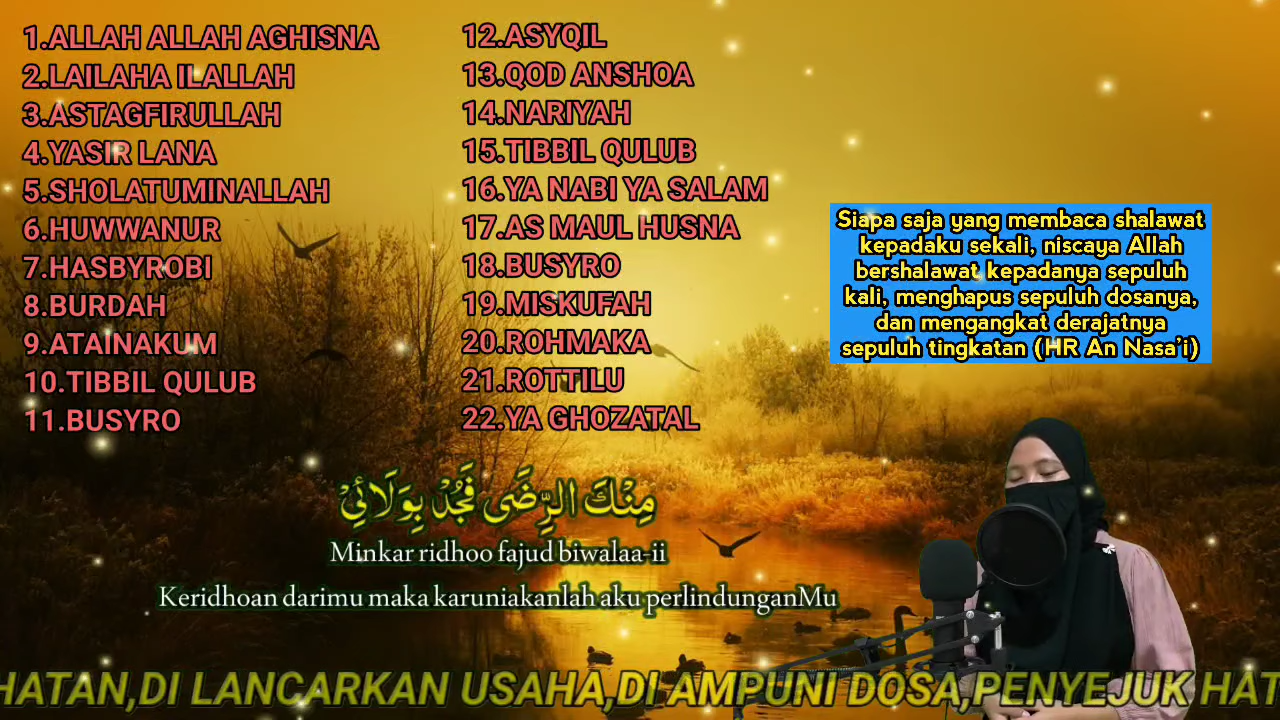 1.ALLAH ALLAH AGHISNA
2.LAILAHA ILALLAH
3.ASTAGFIRULLAH
4.YASIR LANA
5.SHOLATUMINALLAH
6.HUWWANUR
7.HASBYROBI
8.BURDAH
9.ATAINAKUM
10.TIBBIL QULUB
11.BUSYRO
12.ASYQIL
13.QOD ANSHOA
14.NARIYAH
15.TIBBIL QULUB
16.YA NABI YA SALAM
17.AS MAUL HUSNA
18.BUSYRO
19.MISKUFAH
20.ROHMAKA
21.ROTTILU
22.YA GHOZATAL
Siapa saja yang membaca shalawat
kepadaku sekali, niscaya Allah
bershalawat kepadanya sepuluh
kali, menghapus sepuluh dosanya,
dan mengangkat derajatnya
sepuluh tingkatan (HR An Nasa'i)
مِنْكَ الرِّضَى فَجُدْ بِوَلَائِيْ
Minkar ridhoo fajud biwalaa-ii
Keridhoan darimu maka karuniakanlah aku perlindunganMu
HATAN,DI LANCARKAN USAHA,DI AMPUNI DOSA,PENYEJUK HAT